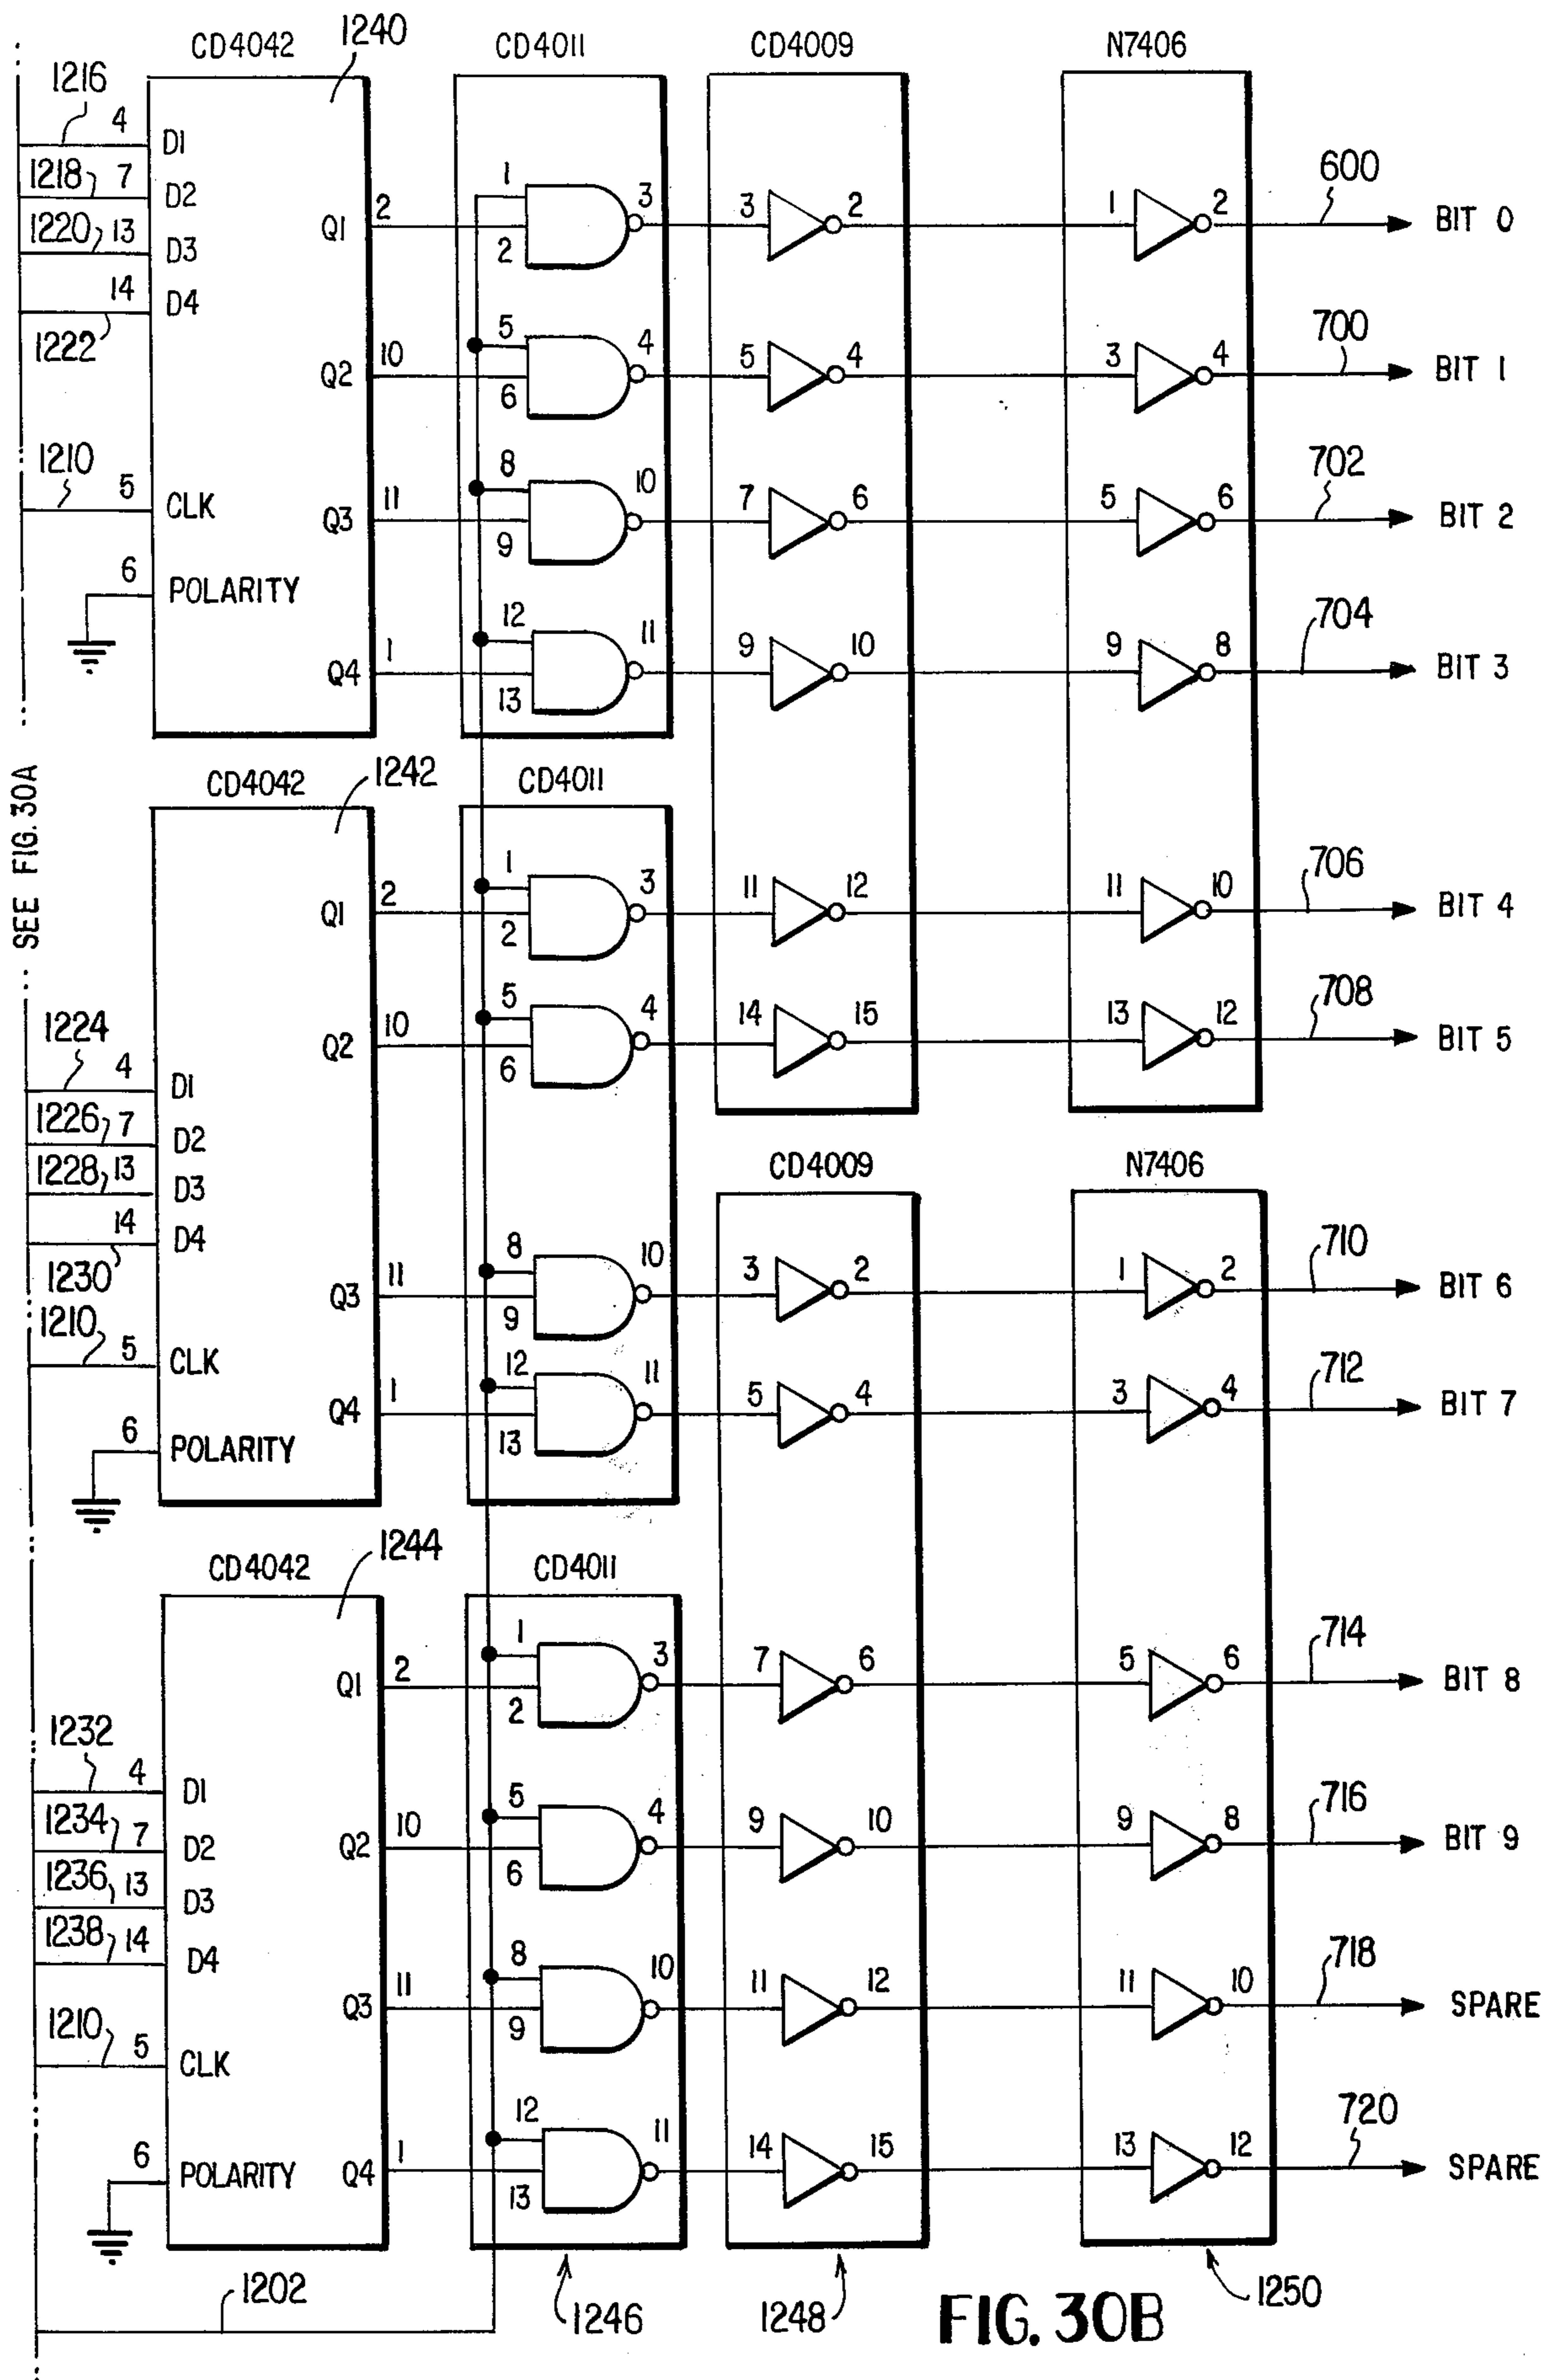 CD4042 1240 CD4011 CD4009 N7406
1216
4 D1
1218 7 D2
1220 13 D3
14 D4
1222
1210
5 CLK
6 POLARITY
Q1 2 1 2 3 3 2 1 2 600 BIT 0
Q2 10 5 6 4 5 4 3 4 700 BIT 1
Q3 11 8 9 10 7 6 5 6 702 BIT 2
Q4 1 12 13 11 9 10 9 8 704 BIT 3
SEE FIG. 30A
CD4042 1242 CD4011
Q1 2 1 2 3 11 12 11 10 706 BIT 4
Q2 10 5 6 4 14 15 13 12 708 BIT 5
1224
4 D1
1226 7 D2
1228 13 D3
14 D4
1230
1210
5 CLK
6 POLARITY
CD4009 N7406
Q3 11 8 9 10 3 2 1 2 710 BIT 6
Q4 1 12 13 11 5 4 3 4 712 BIT 7
CD4042 1244 CD4011
Q1 2 1 2 3 7 6 5 6 714 BIT 8
1232
4 D1
1234 7 D2
1236 13 D3
1238 14 D4
1210
5 CLK
6 POLARITY
Q2 10 5 6 4 9 10 9 8 716 BIT 9
Q3 11 8 9 10 11 12 11 10 718 SPARE
Q4 1 12 13 11 14 15 13 12 720 SPARE
1202 1246 1248 1250
FIG. 30B